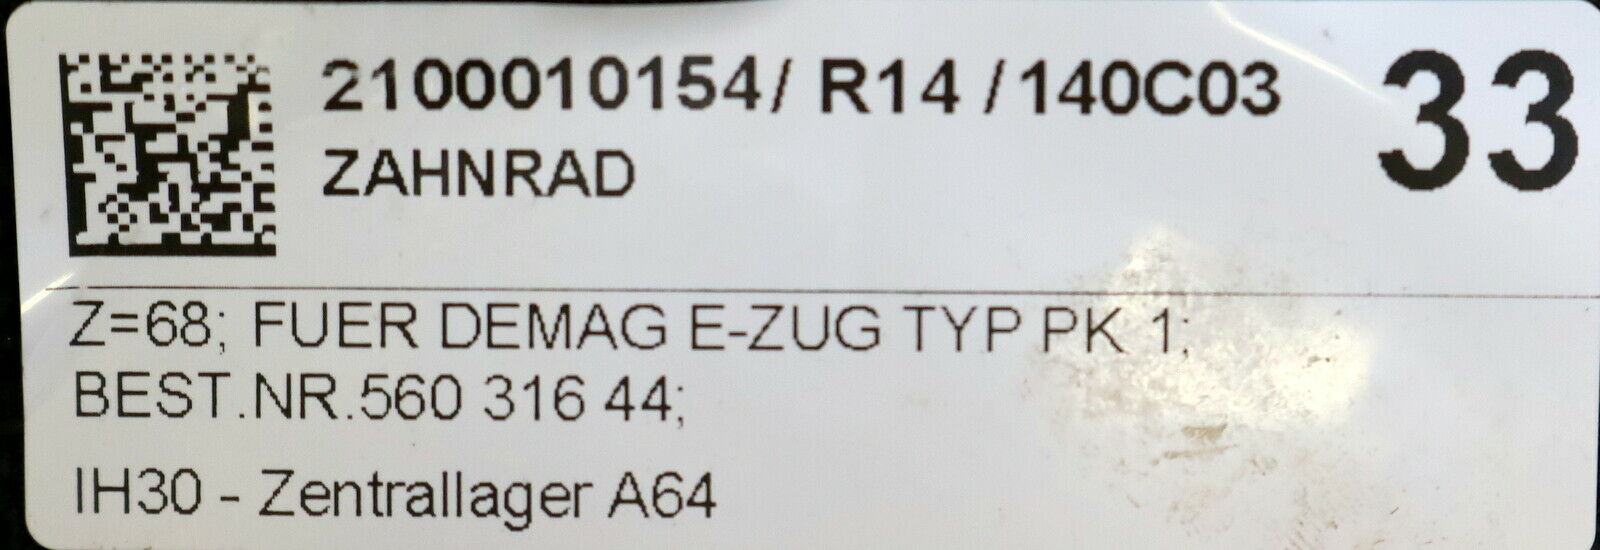 2100010154/ R14 /140C03
33
ZAHNRAD
Z=68; FUER DEMAG E-ZUG TYP PK 1;
BEST.NR.560 316 44;
IH30 - Zentrallager A64